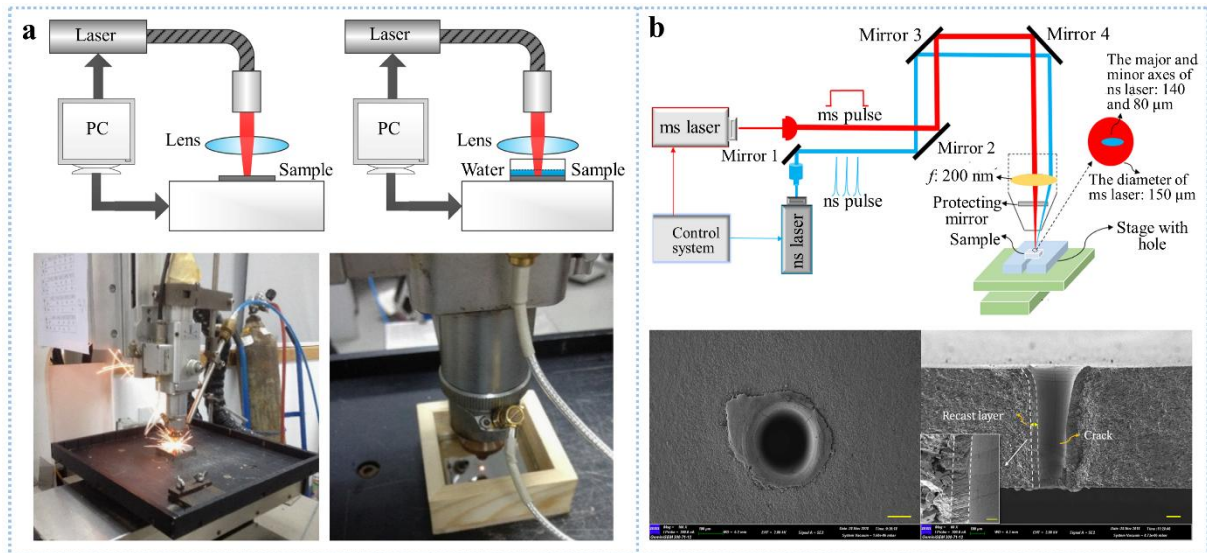 a
Laser
PC
Lens
Sample
Laser
PC
Lens
Water
Sample
b
Mirror 3
Mirror 4
The major and
minor axes of
ns laser: 140
and 80 μm
ms laser
ms pulse
Mirror 1
Mirror 2
ns pulse
f: 200 nm
The diameter of
ms laser: 150 μm
Protecting
mirror
Control
system
ns laser
Sample
Stage with
hole
Recast layer
Crack